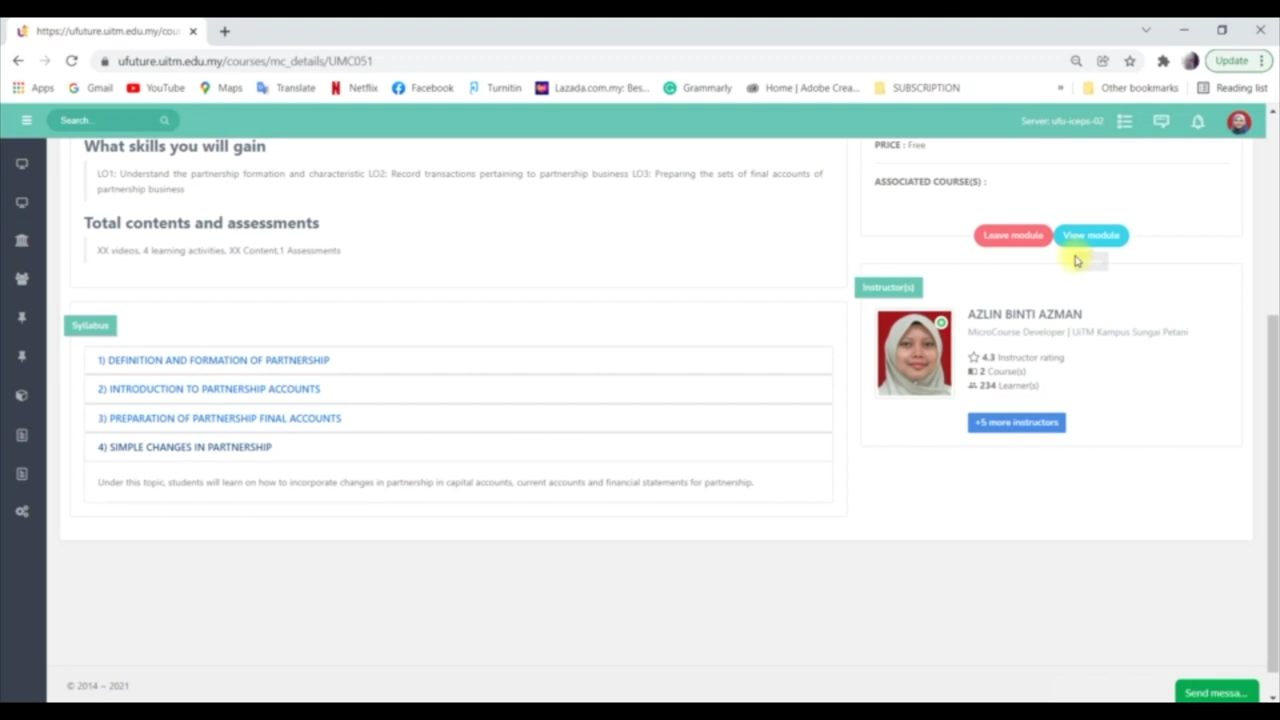 https://ufuture.uitm.edu.my/cou
ufuture.uitm.edu.my/courses/mc_details/UMC051
Update
Apps
Gmail
YouTube
Maps
Translate
Netflix
Facebook
Turnitin
Lazada.com.my: Bes...
Grammarly
Home | Adobe Crea...
SUBSCRIPTION
»
Other bookmarks
Reading list
Search...
Server: ufu-iceps-02
What skills you will gain
LO1: Understand the partnership formation and characteristic LO2: Record transactions pertaining to partnership business LO3: Preparing the sets of final accounts of
partnership business
Total contents and assessments
XX videos, 4 learning activities, XX Content,1 Assessments
Syllabus
1) DEFINITION AND FORMATION OF PARTNERSHIP
2) INTRODUCTION TO PARTNERSHIP ACCOUNTS
3) PREPARATION OF PARTNERSHIP FINAL ACCOUNTS
4) SIMPLE CHANGES IN PARTNERSHIP
Under this topic, students will learn on how to incorporate changes in partnership in capital accounts, current accounts and financial statements for partnership.
PRICE : Free
ASSOCIATED COURSE(S) :
Leave module
View module
Instructor(s)
AZLIN BINTI AZMAN
MicroCourse Developer | UiTM Kampus Sungai Petani
4.3 Instructor rating
2 Course(s)
234 Learner(s)
+5 more instructors
© 2014 – 2021
Send messa...